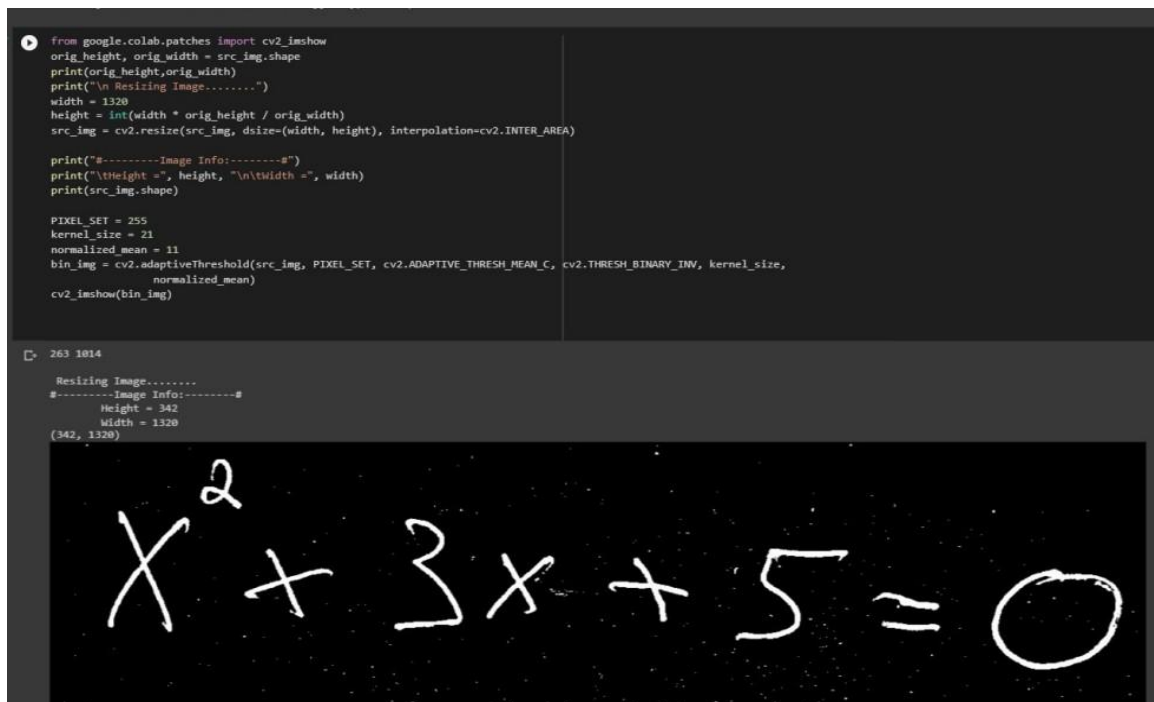 from google.colab.patches import cv2_imshow
orig_height, orig_width = src_img.shape
print(orig_height,orig_width)
print("\n Resizing Image........")
width = 1320
height = int(width * orig_height / orig_width)
src_img = cv2.resize(src_img, dsize=(width, height), interpolation=cv2.INTER_AREA)
print("#---------Image Info:--------#")
print("\tHeight =", height, "\n\tWidth =", width)
print(src_img.shape)
PIXEL_SET = 255
kernel_size = 21
normalized_mean = 11
bin_img = cv2.adaptiveThreshold(src_img, PIXEL_SET, cv2.ADAPTIVE_THRESH_MEAN_C, cv2.THRESH_BINARY_INV, kernel_size,
normalized_mean)
cv2_imshow(bin_img)
263 1014
Resizing Image........
#---------Image Info:--------#
Height = 342
Width = 1320
(342, 1320)
x² + 3x + 5 = 0